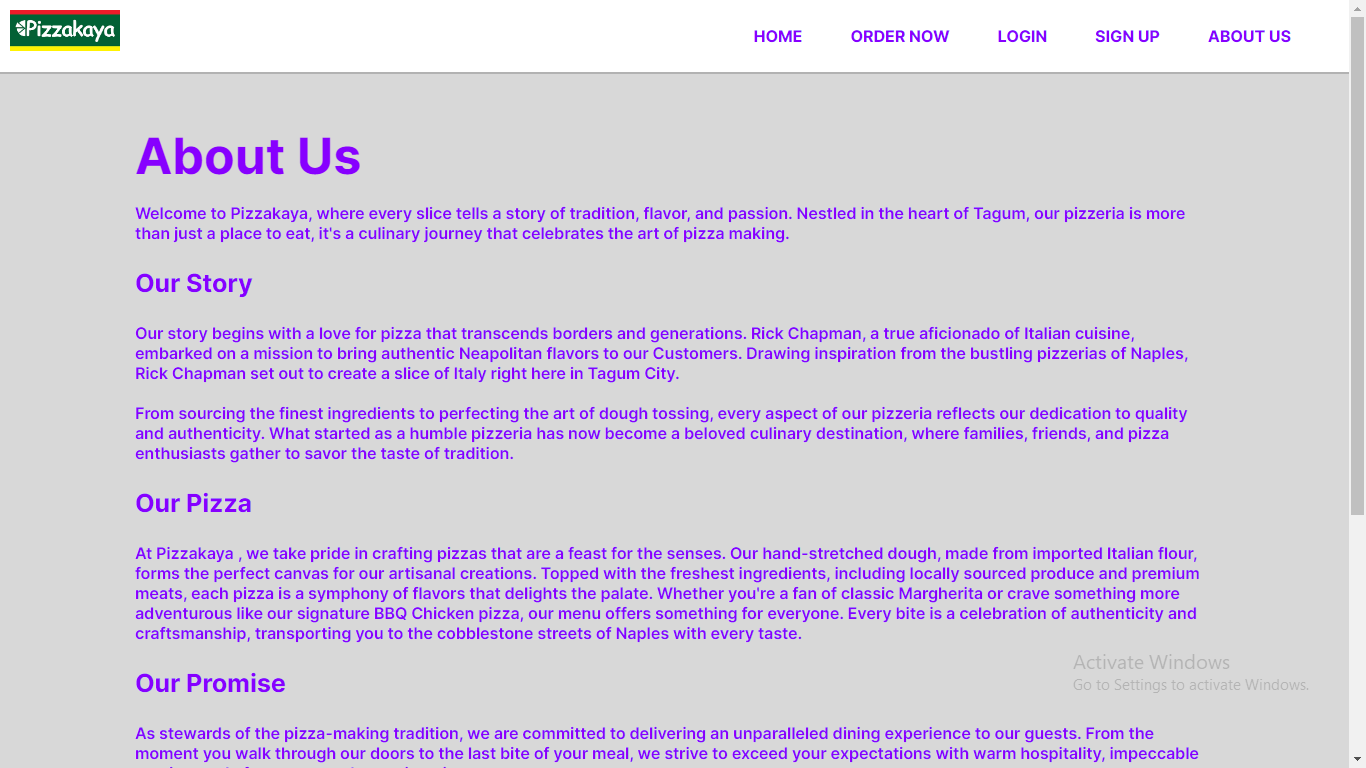 Pizzakaya
HOME ORDER NOW LOGIN SIGN UP ABOUT US
About Us
Welcome to Pizzakaya, where every slice tells a story of tradition, flavor, and passion. Nestled in the heart of Tagum, our pizzeria is more
than just a place to eat, it's a culinary journey that celebrates the art of pizza making.
Our Story
Our story begins with a love for pizza that transcends borders and generations. Rick Chapman, a true aficionado of Italian cuisine,
embarked on a mission to bring authentic Neapolitan flavors to our Customers. Drawing inspiration from the bustling pizzerias of Naples,
Rick Chapman set out to create a slice of Italy right here in Tagum City.
From sourcing the finest ingredients to perfecting the art of dough tossing, every aspect of our pizzeria reflects our dedication to quality
and authenticity. What started as a humble pizzeria has now become a beloved culinary destination, where families, friends, and pizza
enthusiasts gather to savor the taste of tradition.
Our Pizza
At Pizzakaya , we take pride in crafting pizzas that are a feast for the senses. Our hand-stretched dough, made from imported Italian flour,
forms the perfect canvas for our artisanal creations. Topped with the freshest ingredients, including locally sourced produce and premium
meats, each pizza is a symphony of flavors that delights the palate. Whether you're a fan of classic Margherita or crave something more
adventurous like our signature BBQ Chicken pizza, our menu offers something for everyone. Every bite is a celebration of authenticity and
craftsmanship, transporting you to the cobblestone streets of Naples with every taste.
Activate Windows
Go to Settings to activate Windows.
Our Promise
As stewards of the pizza-making tradition, we are committed to delivering an unparalleled dining experience to our guests. From the
moment you walk through our doors to the last bite of your meal, we strive to exceed your expectations with warm hospitality, impeccable